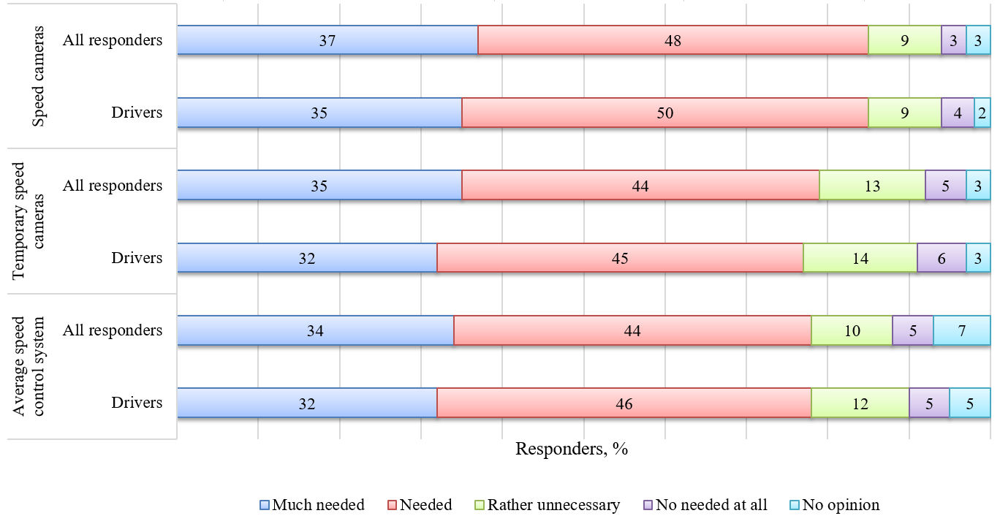 Speed cameras
All responders
37 48 9 3 3
Drivers
35 50 9 4 2
Temporary speed
cameras
All responders
35 44 13 5 3
Drivers
32 45 14 6 3
Average speed
control system
All responders
34 44 10 5 7
Drivers
32 46 12 5 5
Responders, %
Much needed Needed Rather unnecessary No needed at all No opinion